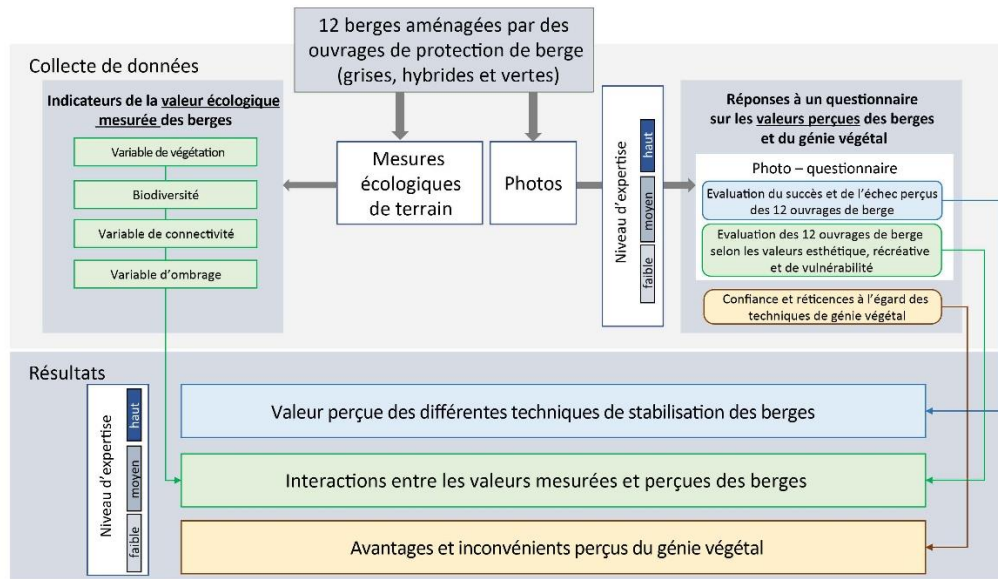 12 berges aménagées par des
ouvrages de protection de berge
(grises, hybrides et vertes)
Collecte de données
Indicateurs de la valeur écologique
mesurée des berges
Variable de végétation
Biodiversité
Variable de connectivité
Variable d'ombrage
Mesures
écologiques
de terrain
Photos
Niveau d'expertise
haut
moyen
faible
Réponses à un questionnaire
sur les valeurs perçues des berges
et du génie végétal
Photo – questionnaire
Evaluation du succès et de l'échec perçus
des 12 ouvrages de berge
Evaluation des 12 ouvrages de berge
selon les valeurs esthétique, récréative
et de vulnérabilité
Confiance et réticences à l'égard des
techniques de génie végétal
Résultats
Niveau d'expertise
haut
moyen
faible
Valeur perçue des différentes techniques de stabilisation des berges
Interactions entre les valeurs mesurées et perçues des berges
Avantages et inconvénients perçus du génie végétal